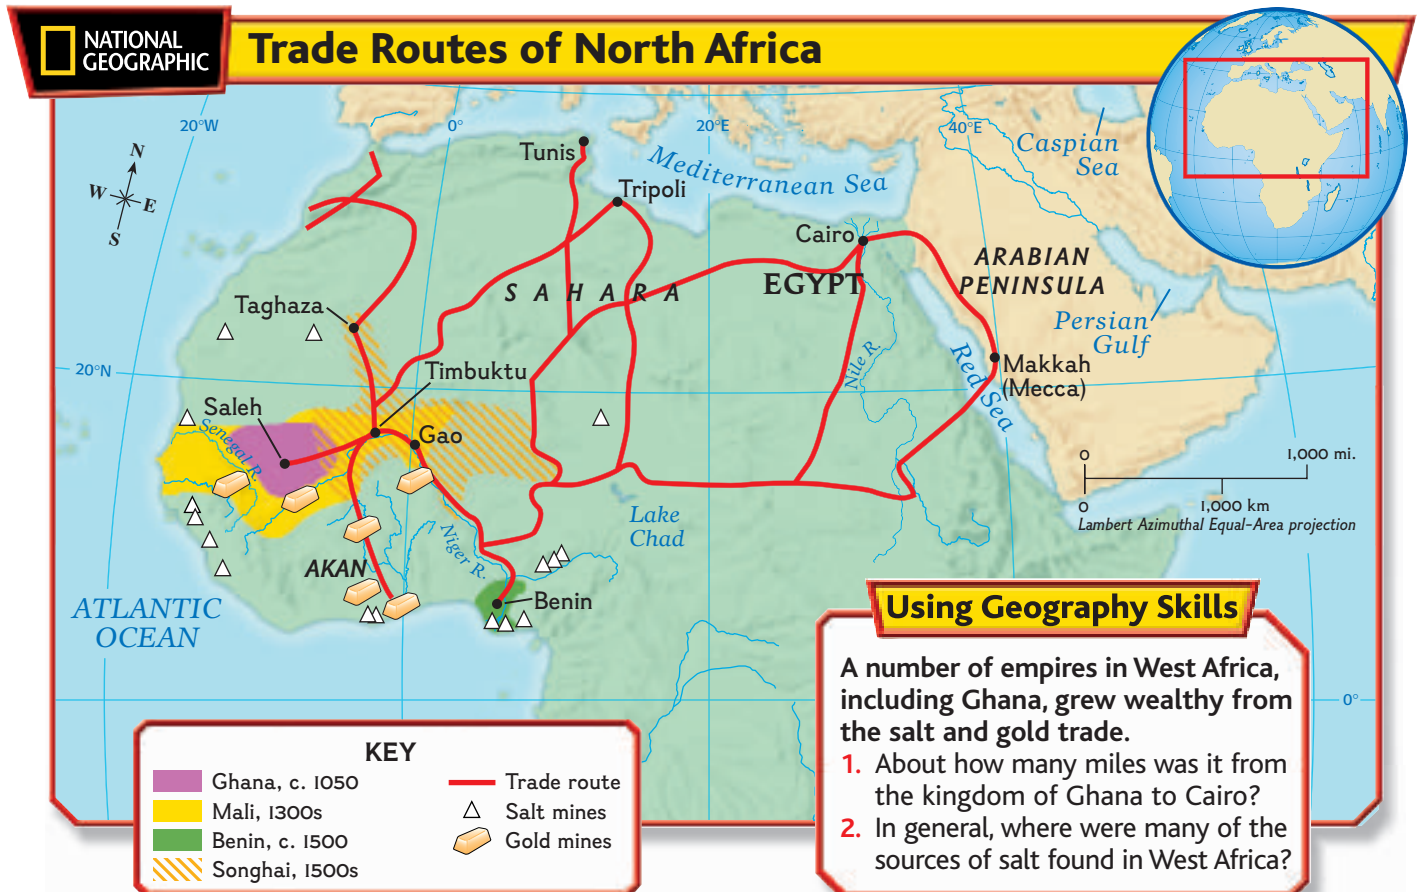 NATIONAL
GEOGRAPHIC
Trade Routes of North Africa
20°W
0°
20°E
40°E
Caspian
Sea
N
W
E
S
Tunis
Mediterranean Sea
Tripoli
Cairo
ARABIAN
PENINSULA
EGYPT
SAHARA
Taghaza
Persian
Gulf
Nile R.
Red Sea
Makkah
(Mecca)
20°N
Timbuktu
Saleh
Senegal R.
Gao
0
1,000 mi.
0
1,000 km
Lambert Azimuthal Equal-Area projection
Lake
Chad
Niger R.
AKAN
Benin
ATLANTIC
OCEAN
0°
KEY
Ghana, c. 1050
Mali, 1300s
Benin, c. 1500
Songhai, 1500s
Trade route
Salt mines
Gold mines
Using Geography Skills
A number of empires in West Africa,
including Ghana, grew wealthy from
the salt and gold trade.
1. About how many miles was it from
the kingdom of Ghana to Cairo?
2. In general, where were many of the
sources of salt found in West Africa?